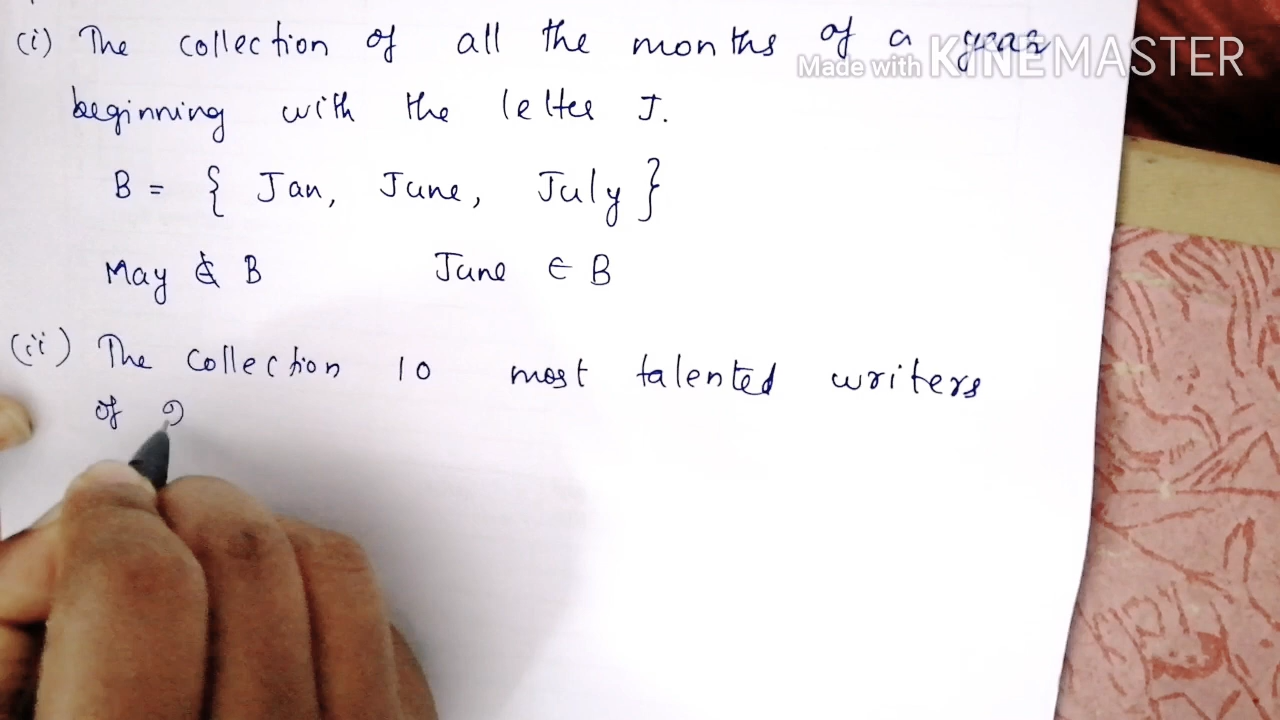 (i) The collection of all the months of a year
Made with KINEMASTER
beginning with the letter J.
B = { Jan, June, July }
May ∉ B June ∈ B
(ii) The collection 10 most talented writers
of